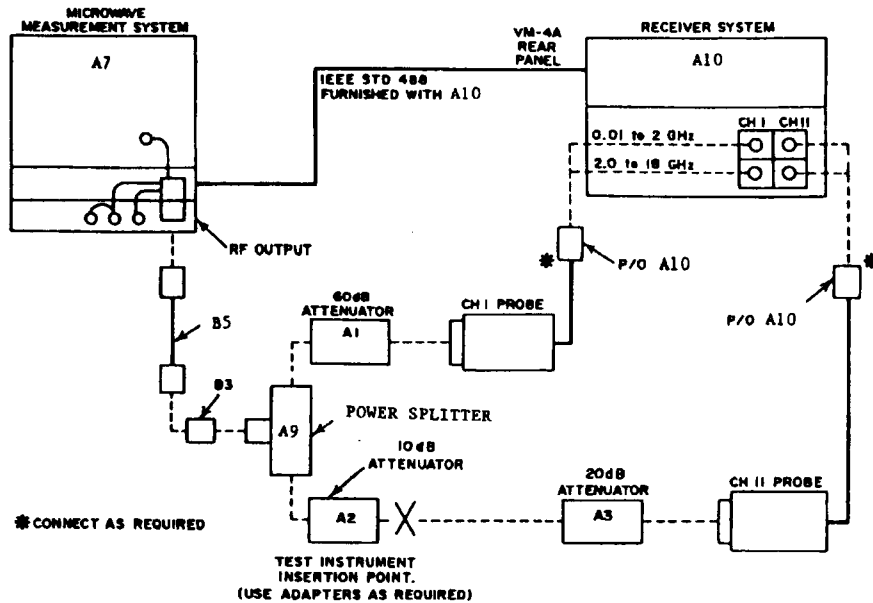 MICROWAVE
MEASUREMENT SYSTEM
A7
RF OUTPUT
IEEE STD 488
FURNISHED WITH A10
VM-4A
REAR
PANEL
RECEIVER SYSTEM
A10
CH I CH II
0.01 to 2 GHz
2.0 to 18 GHz
* P/O A10
* P/O A10
B5
B3
60dB
ATTENUATOR
A1
CH I PROBE
A9
POWER SPLITTER
10dB
ATTENUATOR
A2
20dB
ATTENUATOR
A3
CH II PROBE
*CONNECT AS REQUIRED
TEST INSTRUMENT
INSERTION POINT.
(USE ADAPTERS AS REQUIRED)